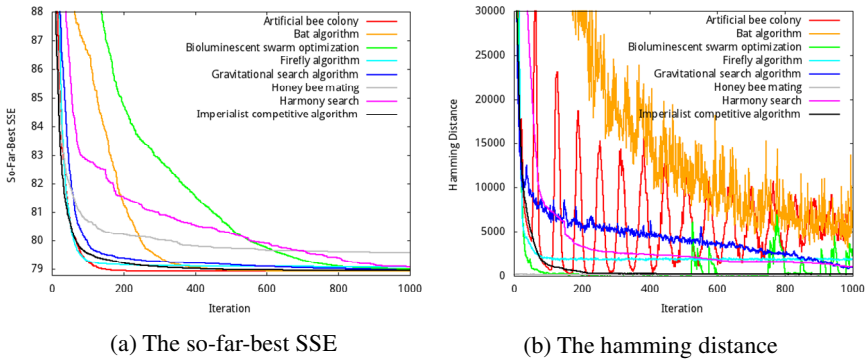 88
87
86
85
84
83
82
81
80
79
So-Far-Best SSE
0
200
400
600
800
1000
Iteration
Artificial bee colony
Bat algorithm
Bioluminescent swarm optimization
Firefly algorithm
Gravitational search algorithm
Honey bee mating
Harmony search
Imperialist competitive algorithm
(a) The so-far-best SSE
30000
25000
20000
15000
10000
5000
0
Hamming Distance
0
200
400
600
800
1000
Iteration
Artificial bee colony
Bat algorithm
Bioluminescent swarm optimization
Firefly algorithm
Gravitational search algorithm
Honey bee mating
Harmony search
Imperialist competitive algorithm
(b) The hamming distance